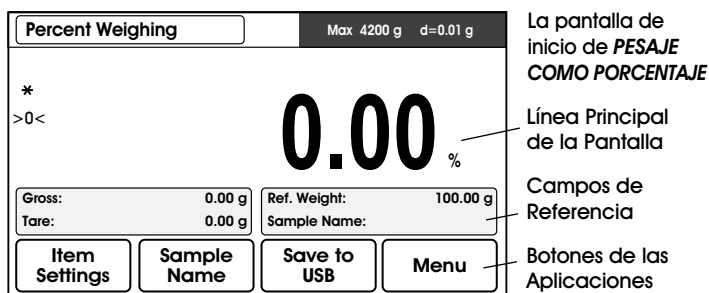 Percent Weighing
Max 4200 g d=0.01 g
*
>0<
0.00 %
Gross: 0.00 g
Tare: 0.00 g
Ref. Weight: 100.00 g
Sample Name:
Item Settings
Sample Name
Save to USB
Menu
La pantalla de
inicio de PESAJE
COMO PORCENTAJE
Línea Principal
de la Pantalla
Campos de
Referencia
Botones de las
Aplicaciones